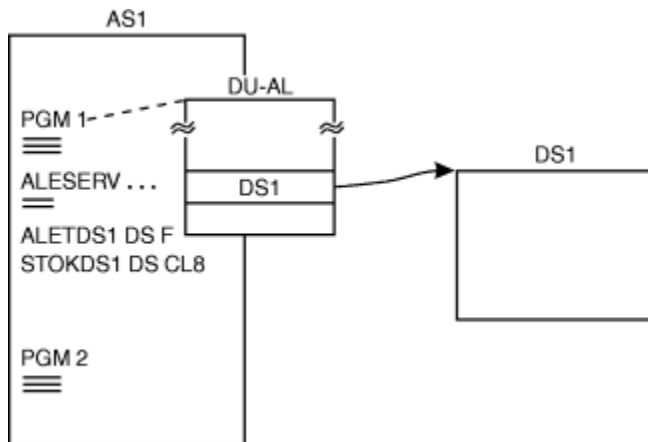 AS1
DU-AL
PGM 1
DS1
ALESERV . . .
DS1
ALETDS1 DS F
STOKDS1 DS CL8
PGM 2